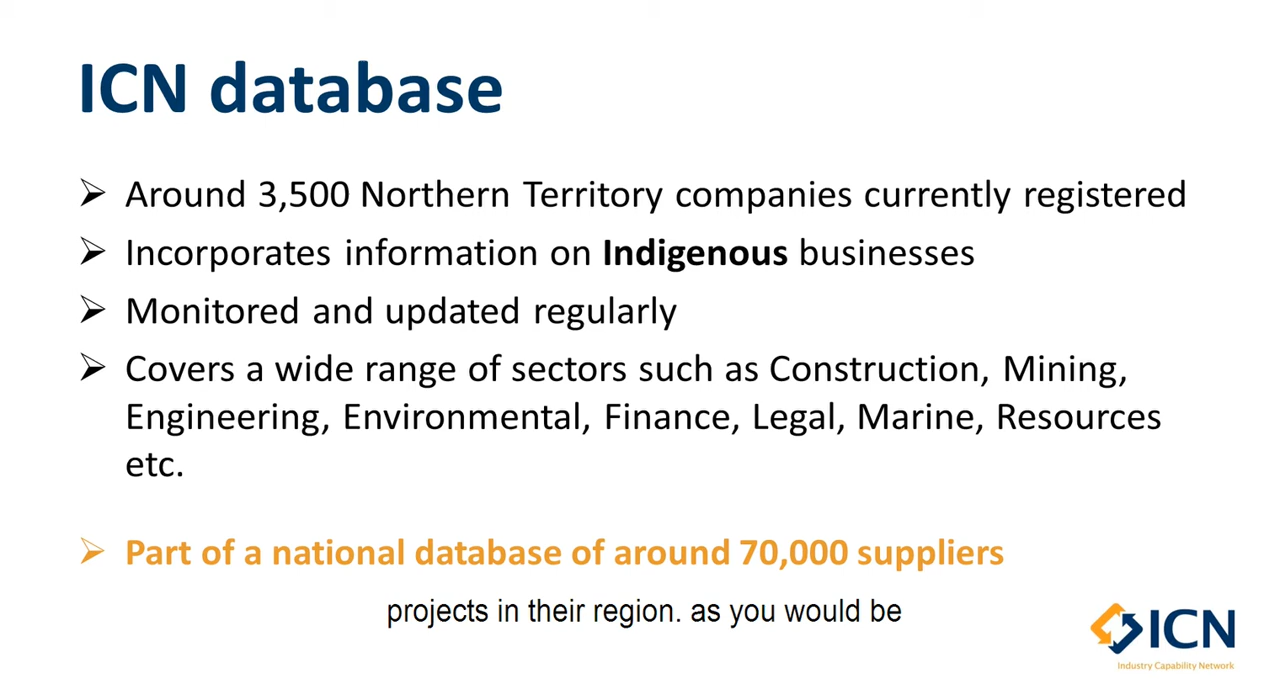 ICN database
➢ Around 3,500 Northern Territory companies currently registered
➢ Incorporates information on Indigenous businesses
➢ Monitored and updated regularly
➢ Covers a wide range of sectors such as Construction, Mining,
Engineering, Environmental, Finance, Legal, Marine, Resources
etc.
➢ Part of a national database of around 70,000 suppliers
projects in their region. as you would be
ICN
Industry Capability Network